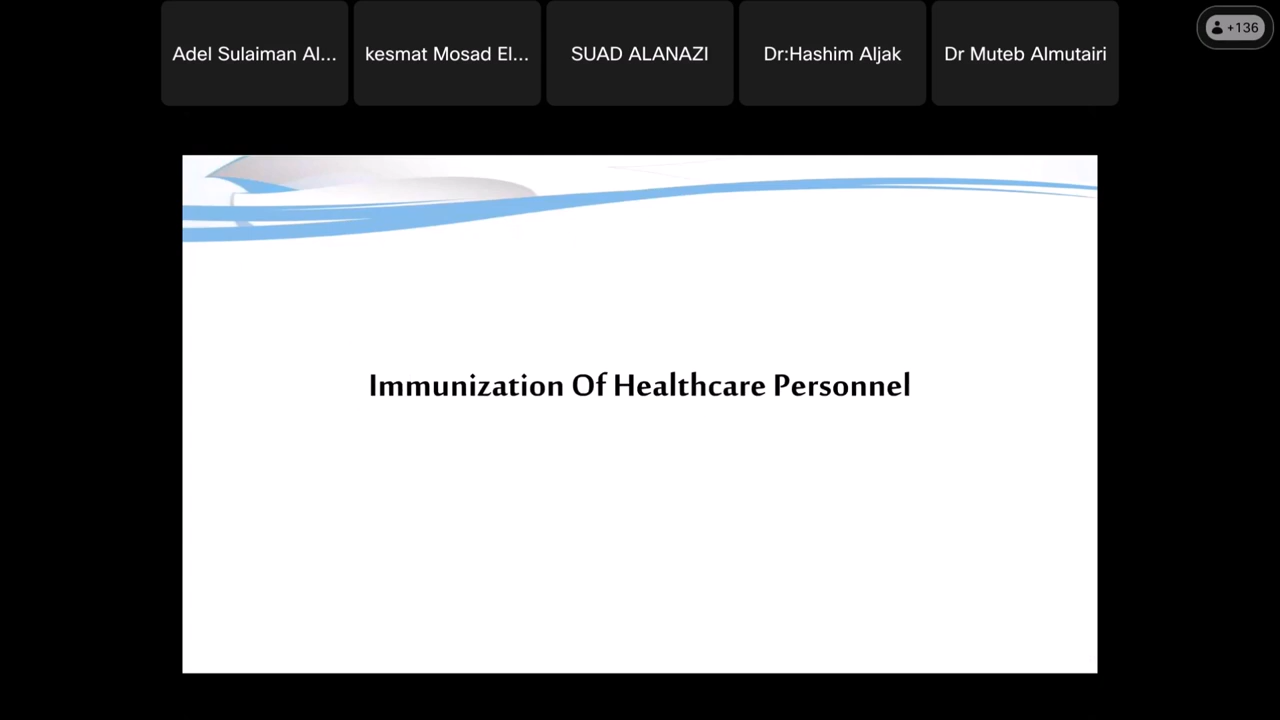 Adel Sulaiman Al...
kesmat Mosad El...
SUAD ALANAZI
Dr:Hashim Aljak
Dr Muteb Almutairi
+136
Immunization Of Healthcare Personnel